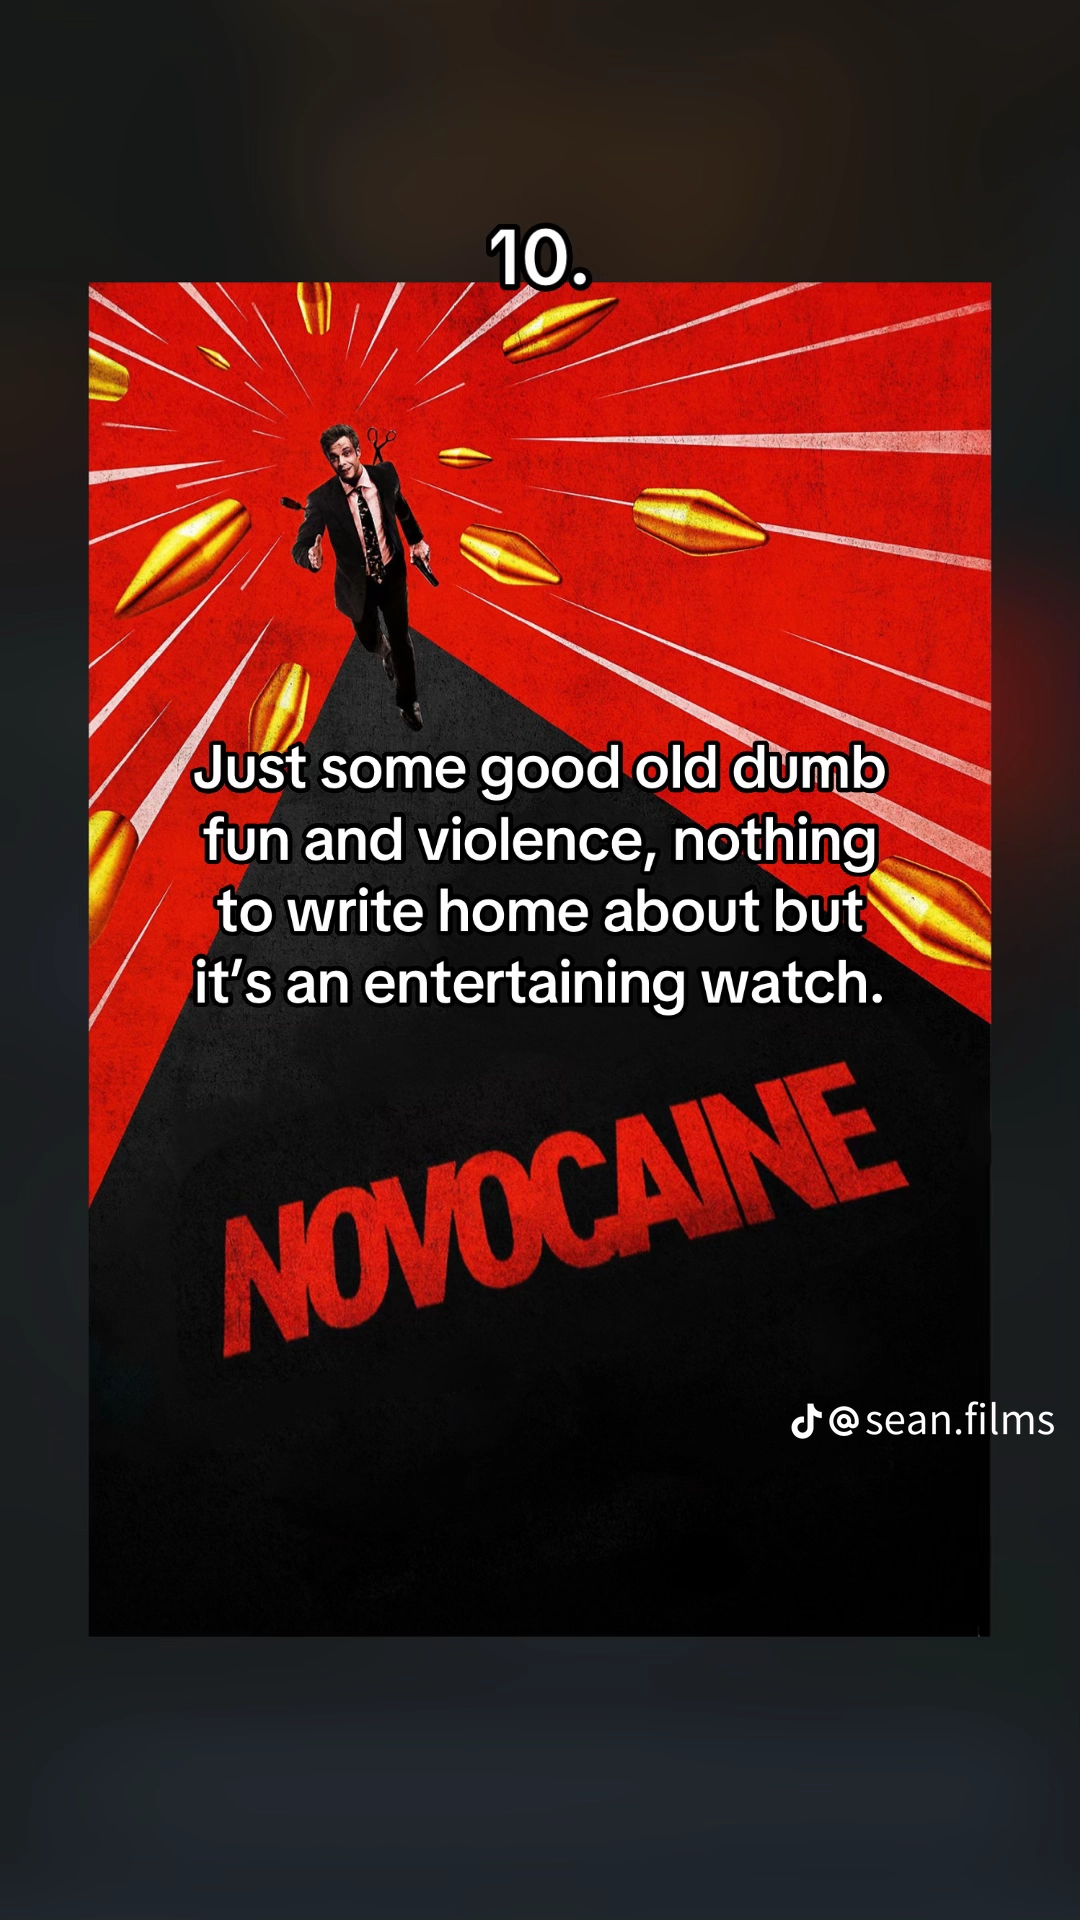 10.
Just some good old dumb
fun and violence, nothing
to write home about but
it’s an entertaining watch.
NOVOCAINE
@sean.films